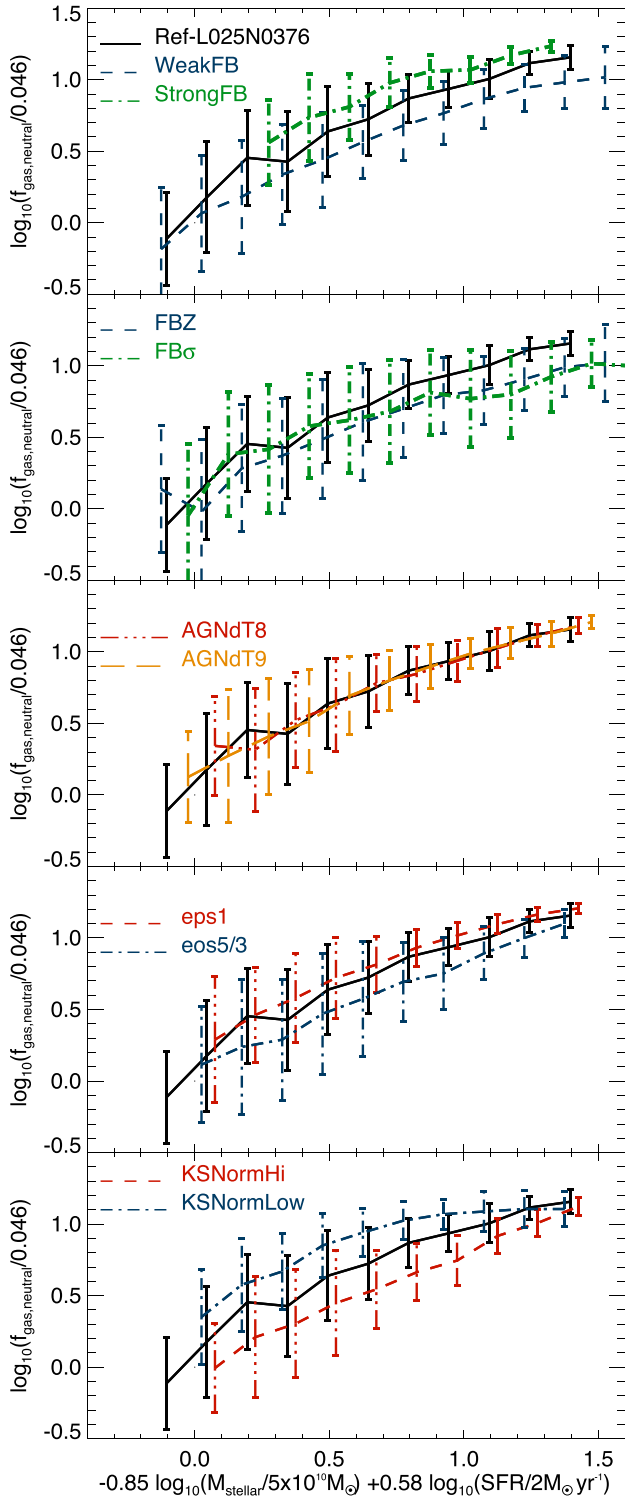 Ref-L025N0376
WeakFB
StrongFB
1.0
0.5
0.0
-0.5
log10(fgas,neutral/0.046)
FBZ
FBσ
1.0
0.5
0.0
-0.5
log10(fgas,neutral/0.046)
AGNdT8
AGNdT9
1.0
0.5
0.0
-0.5
log10(fgas,neutral/0.046)
eps1
eos5/3
1.0
0.5
0.0
-0.5
log10(fgas,neutral/0.046)
KSNormHi
KSNormLow
1.0
0.5
0.0
-0.5
log10(fgas,neutral/0.046)
0.0 0.5 1.0 1.5
-0.85 log10(Mstellar/5x10¹⁰M☉) +0.58 log10(SFR/2M☉yr⁻¹)